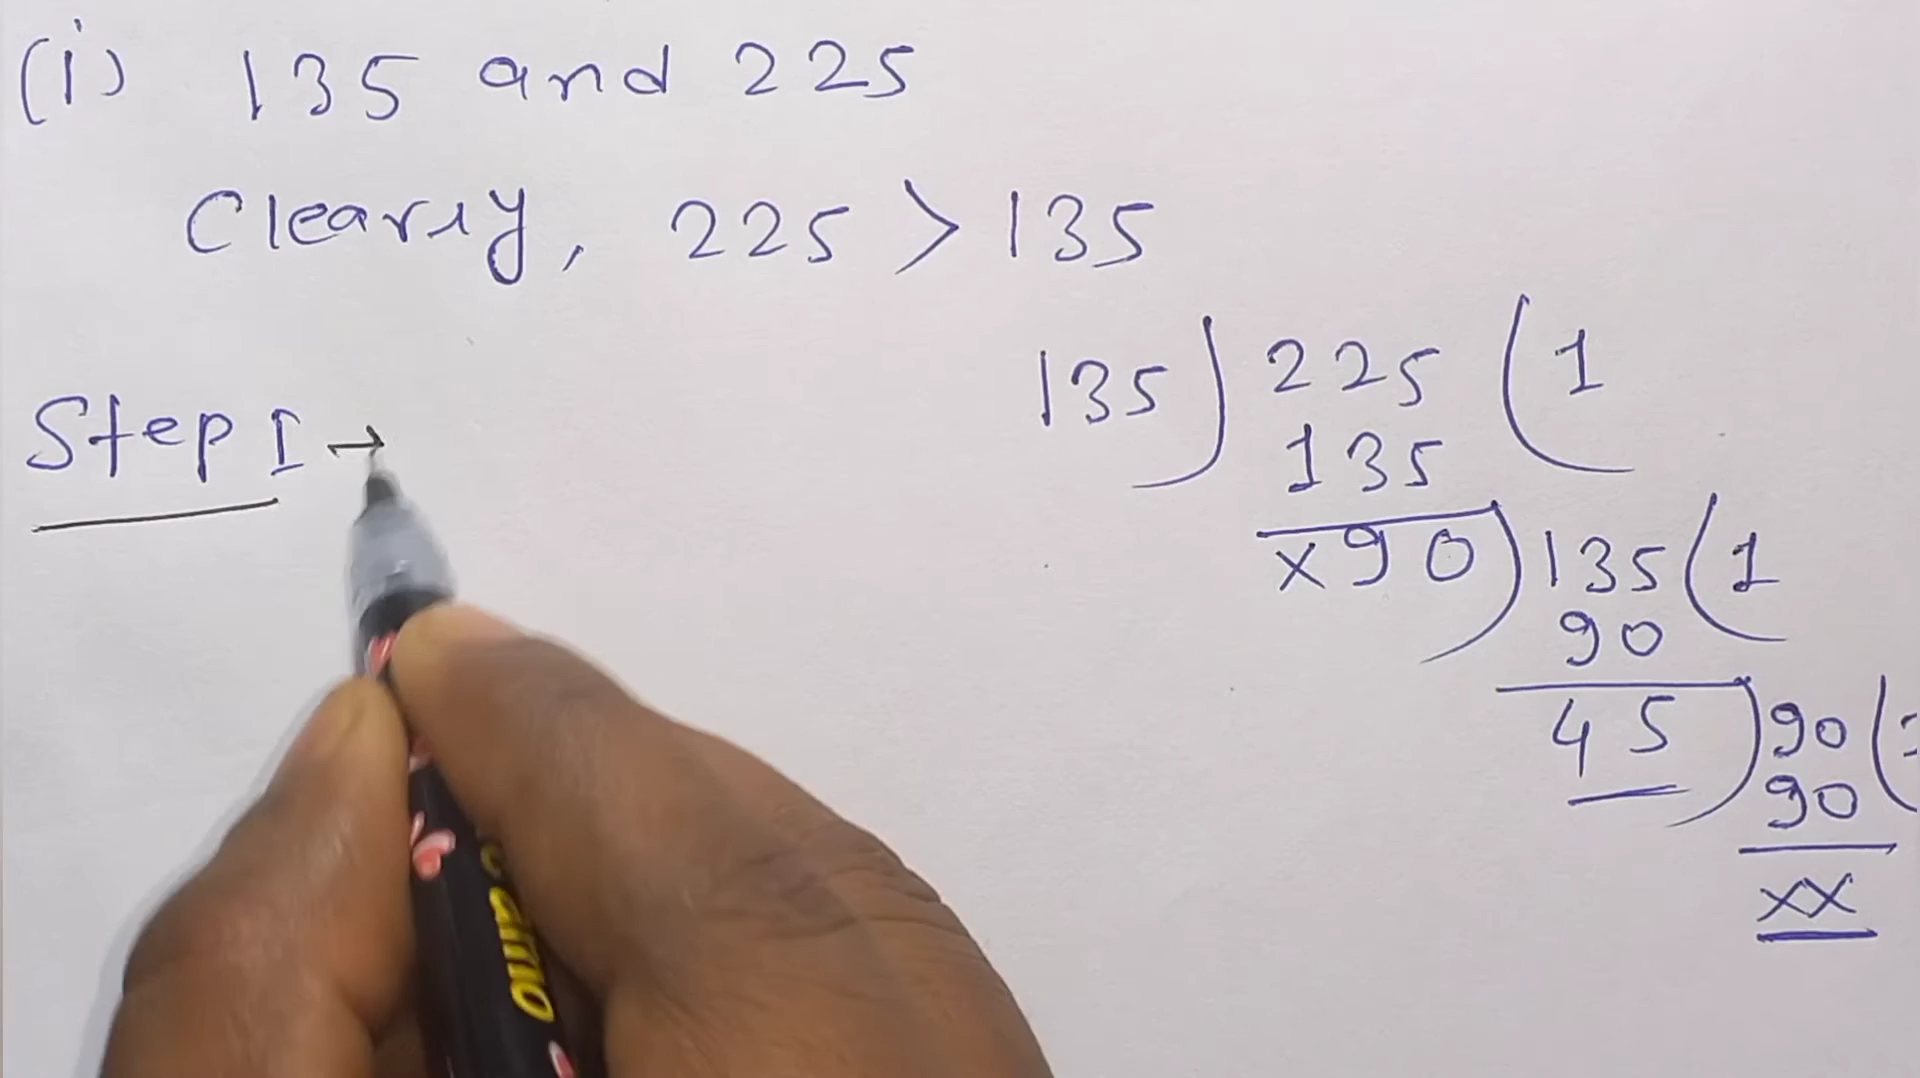 (i) 135 and 225
Clearly, 225 > 135
135) 225 (1
135
x90) 135 (1
90
45) 90 (
90
xx
Step I →